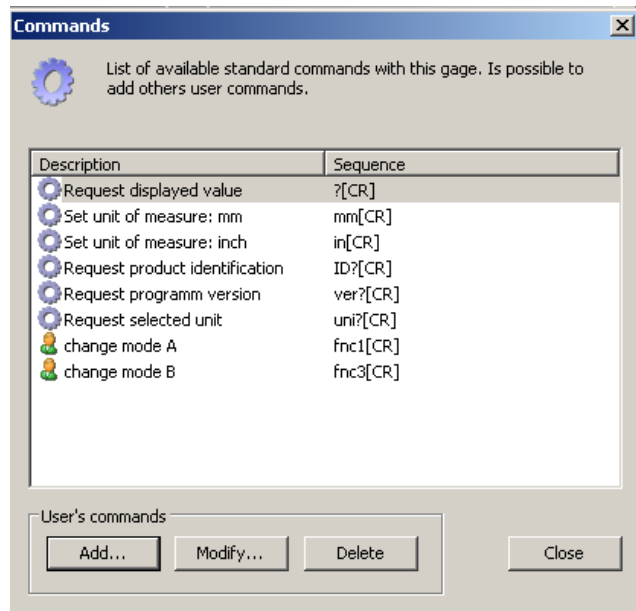 Commands
List of available standard commands with this gage. Is possible to
add others user commands.
Description Sequence
Request displayed value ?[CR]
Set unit of measure: mm mm[CR]
Set unit of measure: inch in[CR]
Request product identification ID?[CR]
Request programm version ver?[CR]
Request selected unit uni?[CR]
change mode A fnc1[CR]
change mode B fnc3[CR]
User's commands
Add... Modify... Delete Close